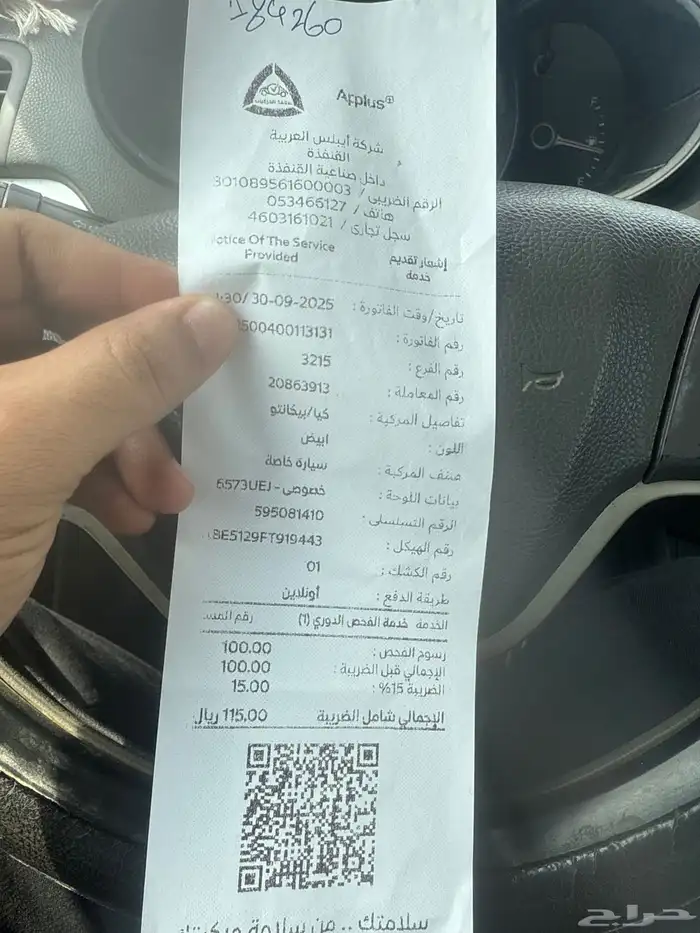 184260
Applus+
شركة أبيلس العربية
القنفذة
داخل صناعية القنفذة
الرقم الضريبي / 301089561600003
هاتف / 053466127
سجل تجاري / 4603161021
إشعار تقديم خدمة
Notice Of The Service Provided
تاريخ/وقت الفاتورة : 30/ 30-09-2025
رقم الفاتورة : 500400113131
رقم الفرع : 3215
رقم المعاملة : 20863913
تفاصيل المركبة : كيا/بيكانتو
اللون : ابيض
صنف المركبة : سيارة خاصة
بيانات اللوحة : خصوصي - 6573UEJ
الرقم التسلسلي : 595081410
رقم الهيكل : BE5129FT919443
رقم الكشك : 01
طريقة الدفع : أونلاين
الخدمة خدمة الفحص الدوري (1) رقم المس
رسوم الفحص : 100.00
الإجمالي قبل الضريبة : 100.00
الضريبة 15% : 15.00
الإجمالي شامل الضريبة 115.00 ريال
سلامتك .. من سلامة مركبتك
حراج